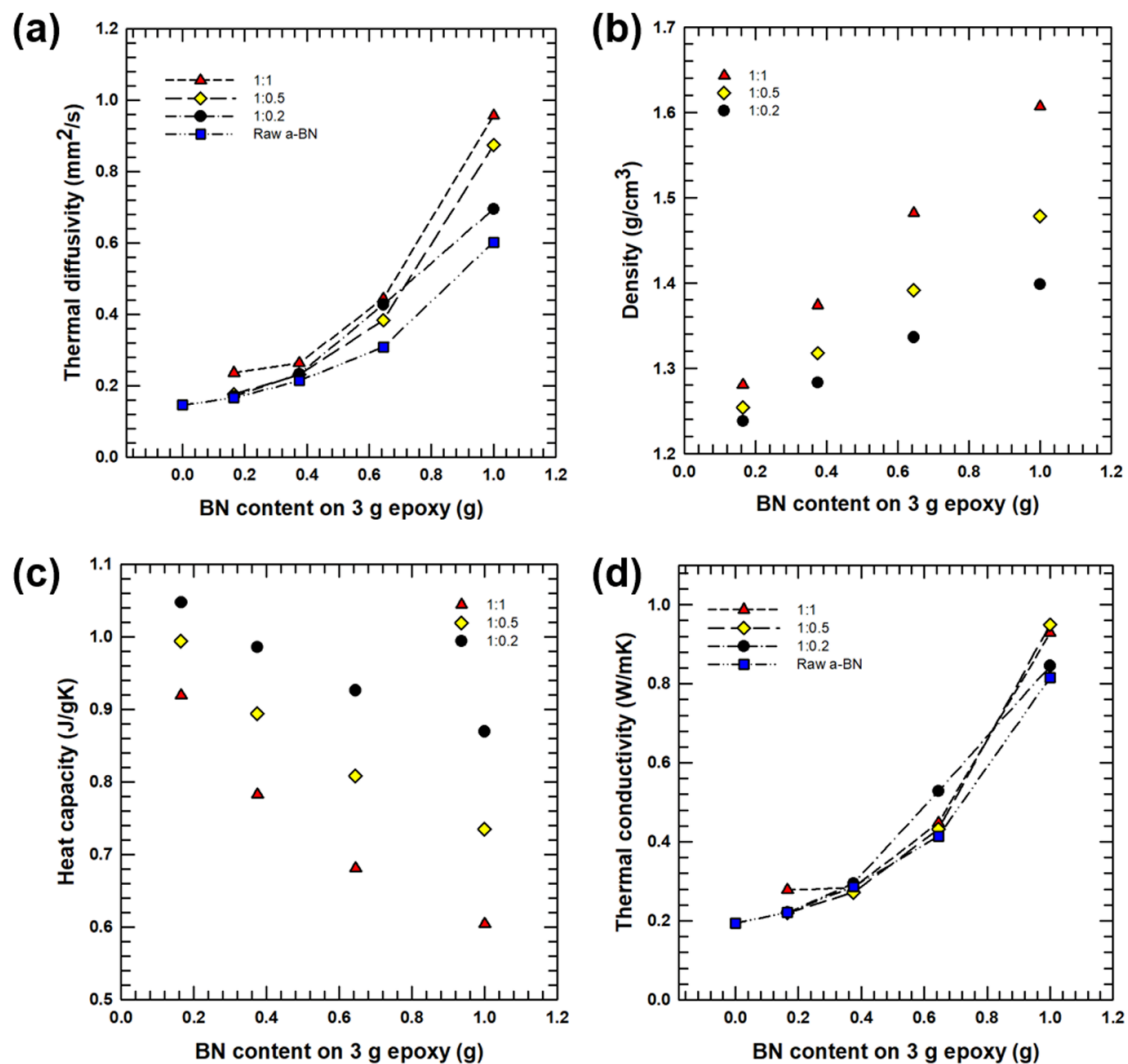 (a)
1.2
1.0
0.8
0.6
0.4
0.2
0.0
Thermal diffusivity (mm²/s)
1:1
1:0.5
1:0.2
Raw a-BN
0.0 0.2 0.4 0.6 0.8 1.0 1.2
BN content on 3 g epoxy (g)
(b)
1.7
1.6
1.5
1.4
1.3
1.2
Density (g/cm³)
1:1
1:0.5
1:0.2
0.0 0.2 0.4 0.6 0.8 1.0 1.2
BN content on 3 g epoxy (g)
(c)
1.1
1.0
0.9
0.8
0.7
0.6
0.5
Heat capacity (J/gK)
1:1
1:0.5
1:0.2
0.0 0.2 0.4 0.6 0.8 1.0 1.2
BN content on 3 g epoxy (g)
(d)
1.0
0.8
0.6
0.4
0.2
0.0
Thermal conductivity (W/mK)
1:1
1:0.5
1:0.2
Raw a-BN
0.0 0.2 0.4 0.6 0.8 1.0 1.2
BN content on 3 g epoxy (g)